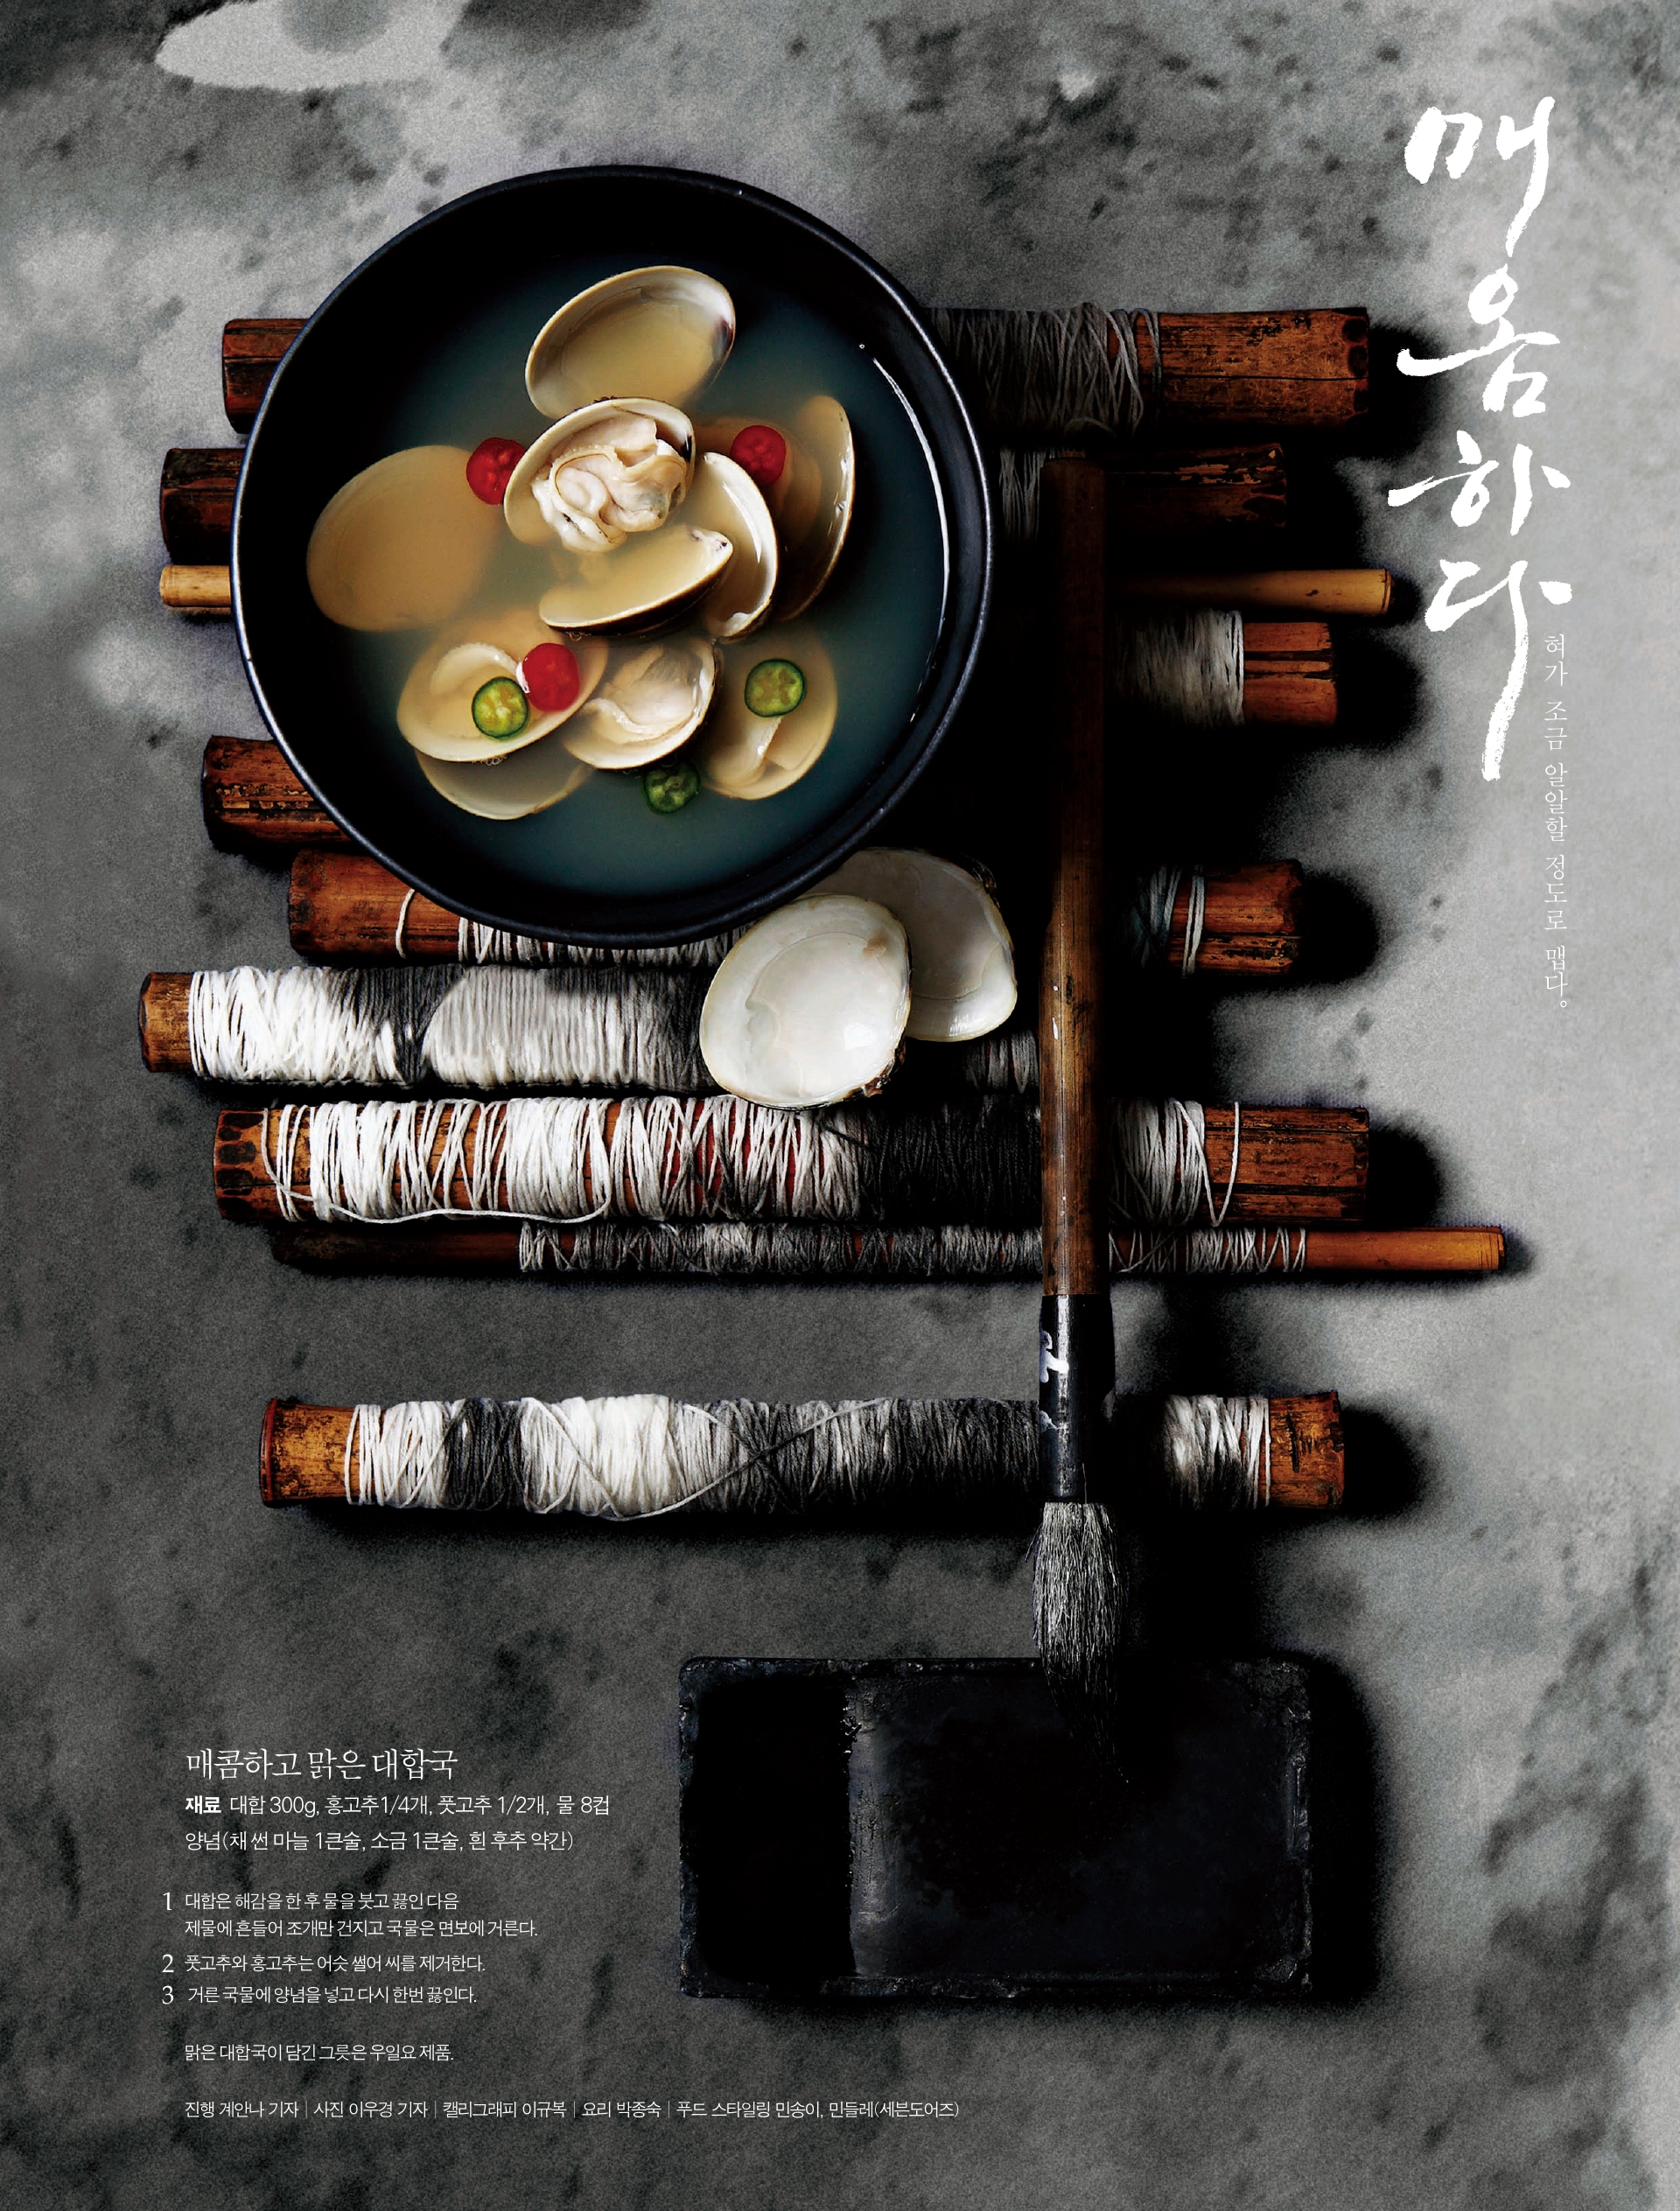 매옴하다
혀가 조금 알알할 정도로 맵다。
매콤하고 맑은 대합국
재료 대합 300g, 홍고추1/4개, 풋고추 1/2개, 물 8컵
양념(채 썬 마늘 1큰술, 소금 1큰술, 흰 후추 약간)
1 대합은 해감을 한 후 물을 붓고 끓인 다음
제물에 흔들어 조개만 건지고 국물은 면보에 거른다.
2 풋고추와 홍고추는 어슷 썰어 씨를 제거한다.
3 거른 국물에 양념을 넣고 다시 한번 끓인다.
맑은 대합국이 담긴 그릇은 우일요 제품.
진행 계안나 기자 | 사진 이우경 기자 | 캘리그래피 이규복 | 요리 박종숙 | 푸드 스타일링 민송이, 민들레(세븐도어즈)